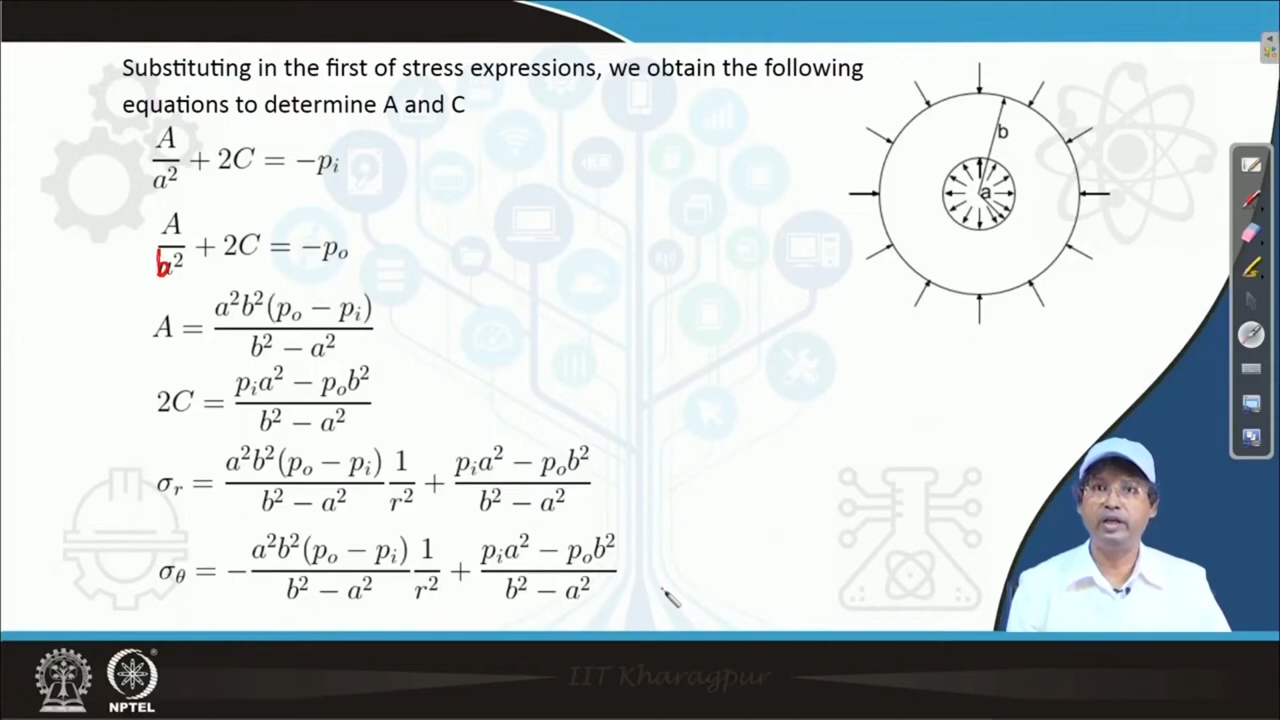 Substituting in the first of stress expressions, we obtain the following
equations to determine A and C
A/a² + 2C = −pᵢ
A/b² + 2C = −pₒ
A = a²b²(pₒ − pᵢ)/(b² − a²)
2C = (pᵢa² − pₒb²)/(b² − a²)
σᵣ = a²b²(pₒ − pᵢ)/(b² − a²) 1/r² + (pᵢa² − pₒb²)/(b² − a²)
σθ = − a²b²(pₒ − pᵢ)/(b² − a²) 1/r² + (pᵢa² − pₒb²)/(b² − a²)
b
a
IIT Kharagpur
NPTEL
®